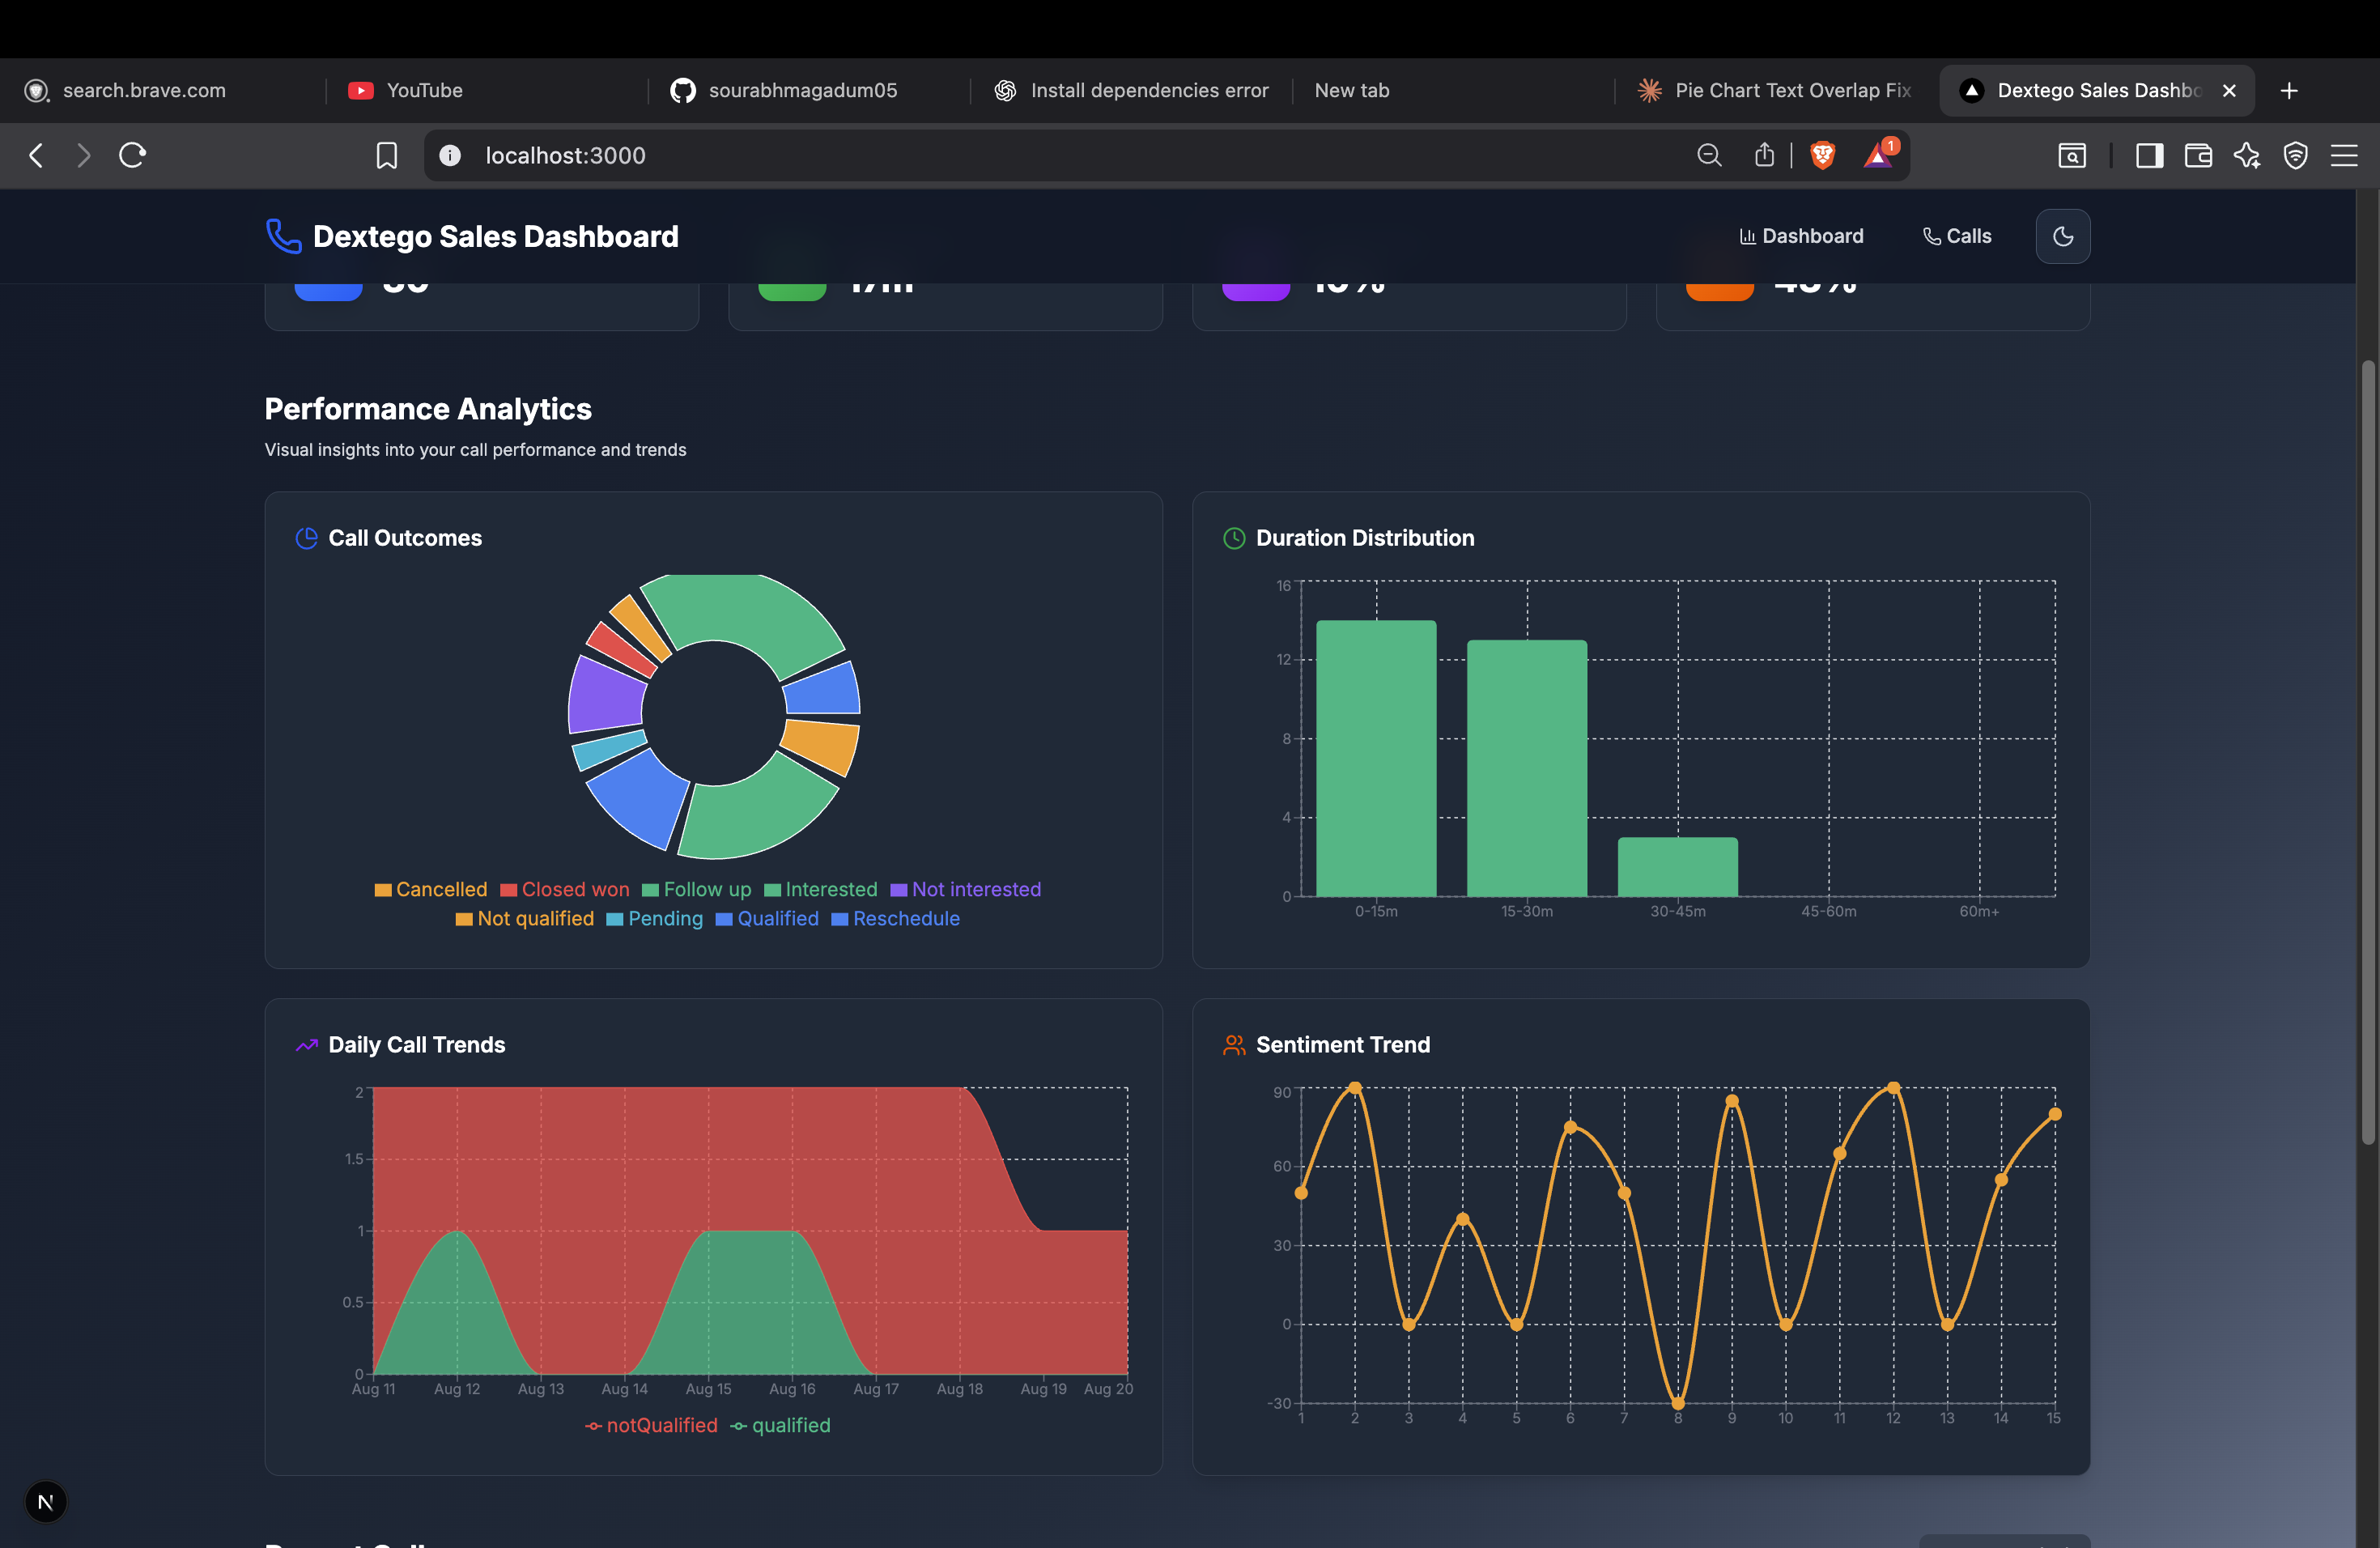 search.brave.com
YouTube
sourabhmagadum05
Install dependencies error
New tab
Pie Chart Text Overlap Fix
Dextego Sales Dashbo
localhost:3000
1
Dextego Sales Dashboard
Dashboard
Calls
Performance Analytics
Visual insights into your call performance and trends
Call Outcomes
Cancelled Closed won Follow up Interested Not interested
Not qualified Pending Qualified Reschedule
Duration Distribution
16
12
8
4
0
0-15m 15-30m 30-45m 45-60m 60m+
Daily Call Trends
2
1.5
1
0.5
0
Aug 11 Aug 12 Aug 13 Aug 14 Aug 15 Aug 16 Aug 17 Aug 18 Aug 19 Aug 20
notQualified qualified
Sentiment Trend
90
60
30
0
-30
1 2 3 4 5 6 7 8 9 10 11 12 13 14 15
N